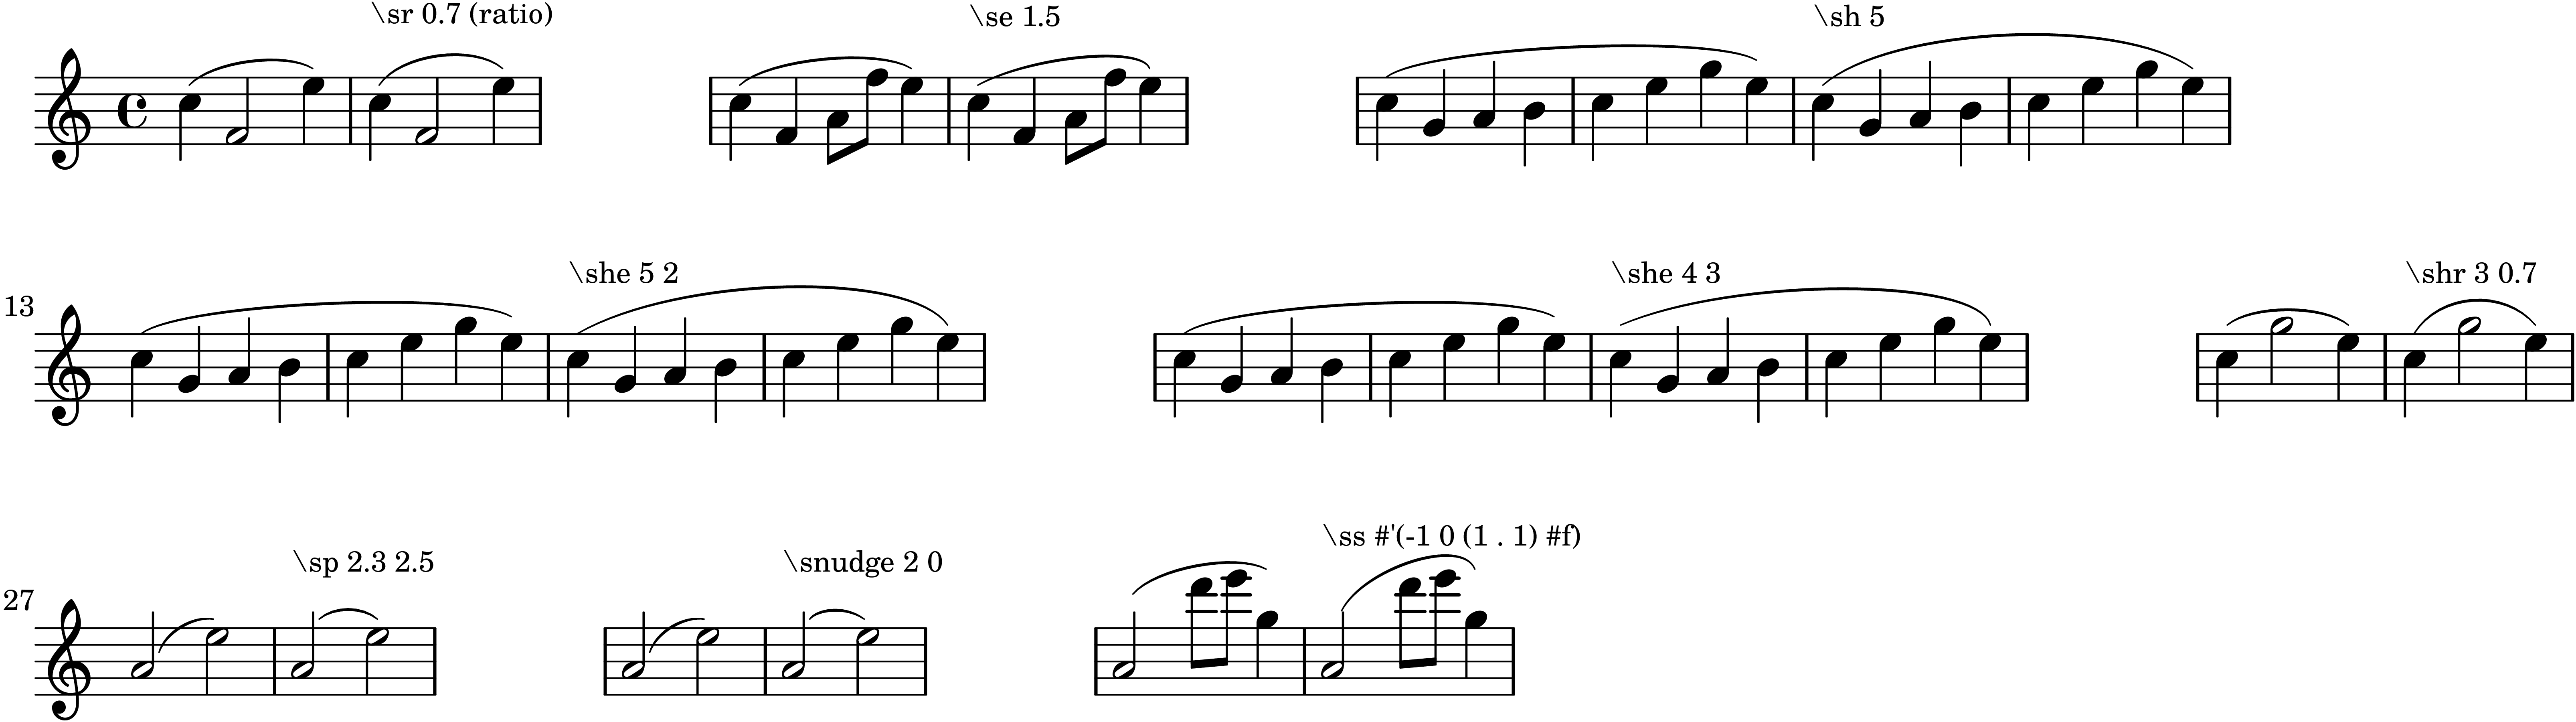 \sr 0.7 (ratio) \se 1.5 \sh 5
\she 5 2 \she 4 3 \shr 3 0.7
13
\sp 2.3 2.5 \snudge 2 0 \ss #'(-1 0 (1 . 1) #f)
27